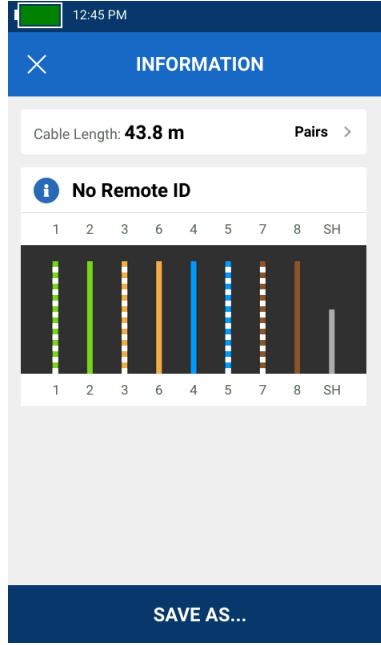 12:45 PM
INFORMATION
Cable Length: 43.8 m Pairs >
i No Remote ID
1 2 3 6 4 5 7 8 SH
1 2 3 6 4 5 7 8 SH
SAVE AS...